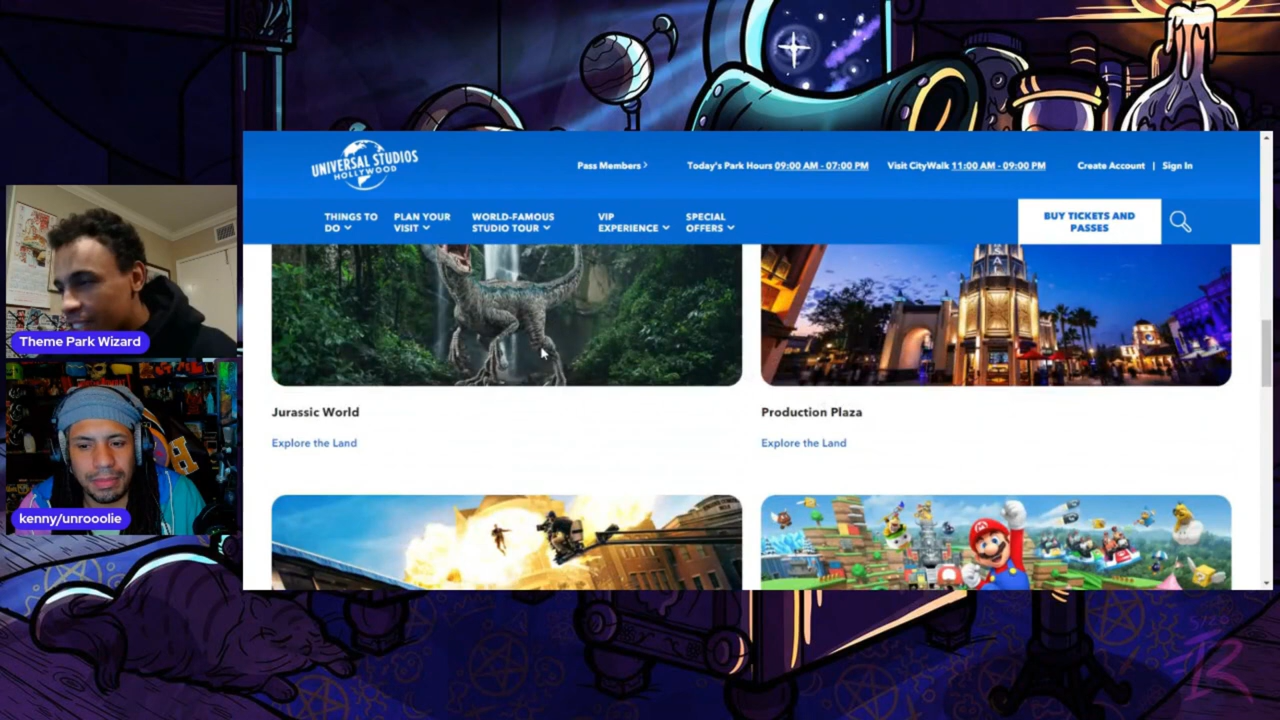 UNIVERSAL STUDIOS
HOLLYWOOD
Pass Members
Today's Park Hours 09:00 AM - 07:00 PM
Visit CityWalk 11:00 AM - 09:00 PM
Create Account | Sign In
THINGS TO
DO
PLAN YOUR
VISIT
WORLD-FAMOUS
STUDIO TOUR
VIP
EXPERIENCE
SPECIAL
OFFERS
BUY TICKETS AND
PASSES
Jurassic World
Explore the Land
Production Plaza
Explore the Land
Theme Park Wizard
kenny/unrooolie